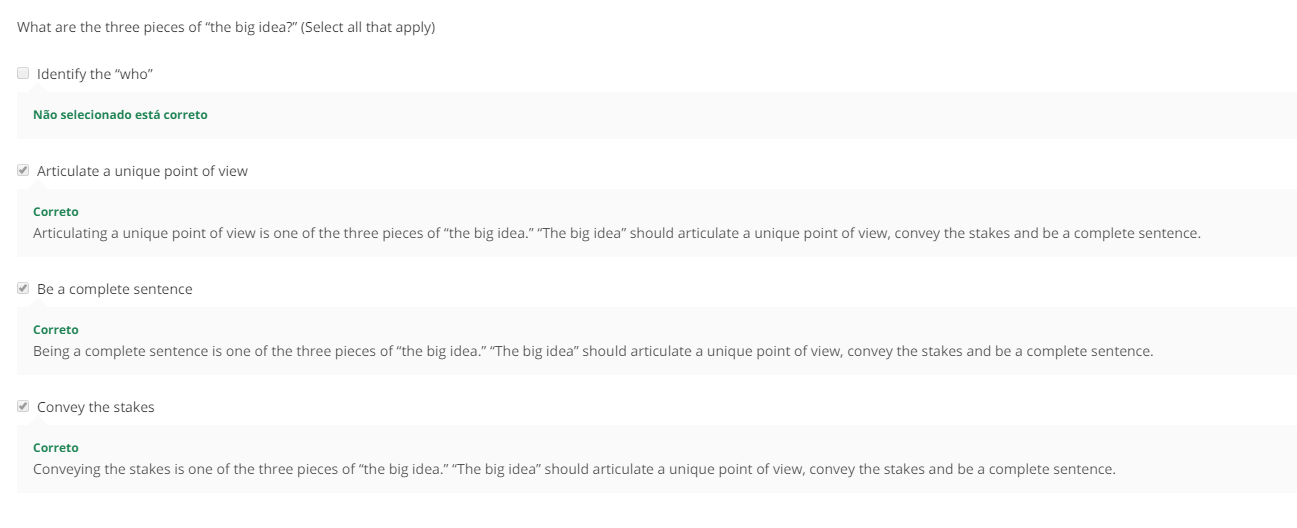 What are the three pieces of “the big idea?” (Select all that apply)
Identify the “who”
Não selecionado está correto
Articulate a unique point of view
Correto
Articulating a unique point of view is one of the three pieces of “the big idea.” “The big idea” should articulate a unique point of view, convey the stakes and be a complete sentence.
Be a complete sentence
Correto
Being a complete sentence is one of the three pieces of “the big idea.” “The big idea” should articulate a unique point of view, convey the stakes and be a complete sentence.
Convey the stakes
Correto
Conveying the stakes is one of the three pieces of “the big idea.” “The big idea” should articulate a unique point of view, convey the stakes and be a complete sentence.